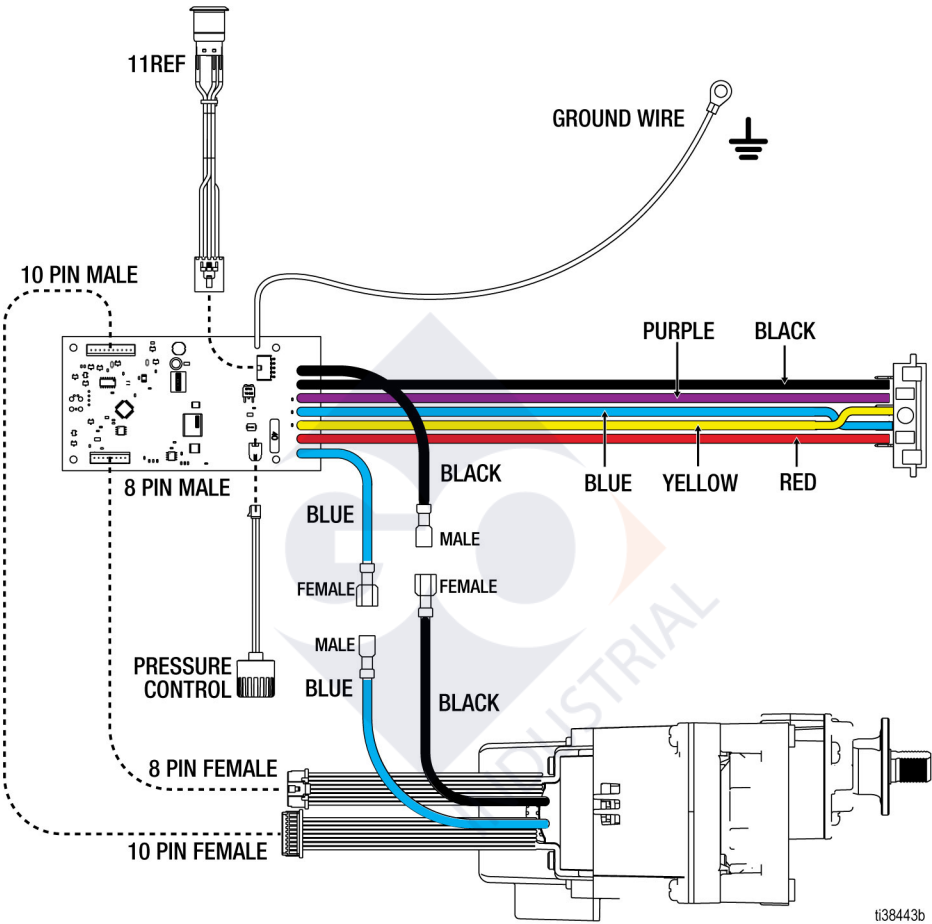 11REF
GROUND WIRE
10 PIN MALE
PURPLE
BLACK
8 PIN MALE
BLACK
BLUE
YELLOW
RED
BLUE
MALE
FEMALE
FEMALE
MALE
PRESSURE
CONTROL
BLUE
BLACK
8 PIN FEMALE
10 PIN FEMALE
INDUSTRIAL
ti38443b